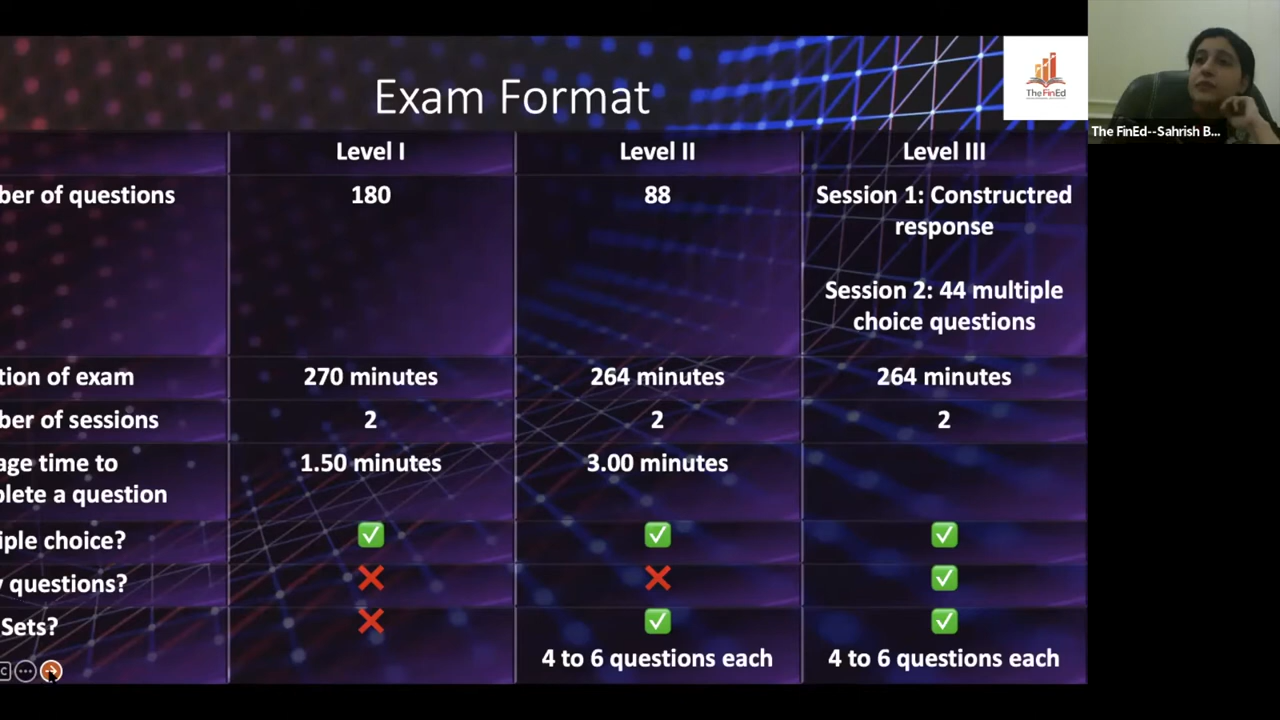 Exam Format
TheFinEd
The FinEd--Sahrish B...
Level I
Level II
Level III
ber of questions
180
88
Session 1: Constructred
response
Session 2: 44 multiple
choice questions
tion of exam
270 minutes
264 minutes
264 minutes
ber of sessions
2
2
2
age time to
plete a question
1.50 minutes
3.00 minutes
iple choice?
questions?
Sets?
4 to 6 questions each
4 to 6 questions each